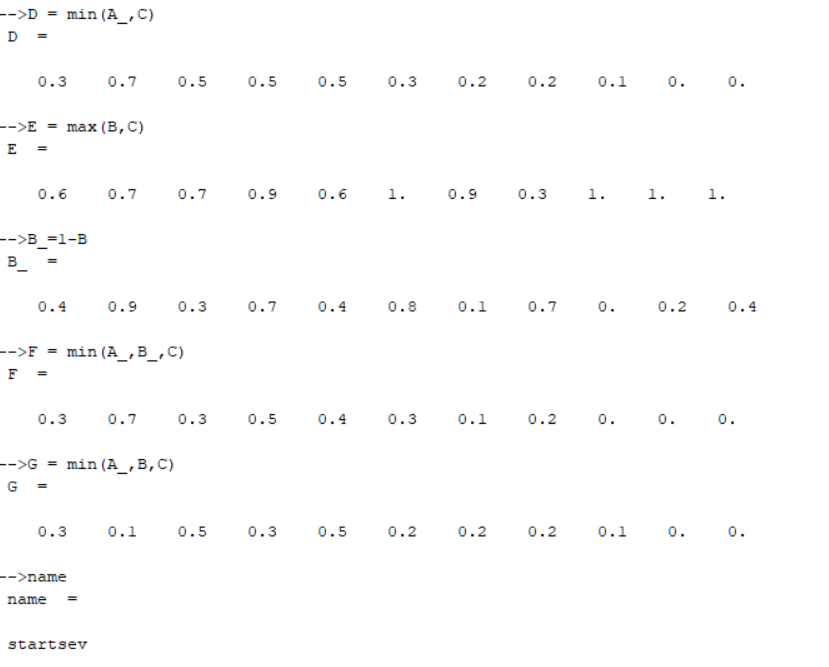 -->D = min(A_,C)
D =
0.3 0.7 0.5 0.5 0.5 0.3 0.2 0.2 0.1 0. 0.
-->E = max(B,C)
E =
0.6 0.7 0.7 0.9 0.6 1. 0.9 0.3 1. 1. 1.
-->B_=1-B
B_ =
0.4 0.9 0.3 0.7 0.4 0.8 0.1 0.7 0. 0.2 0.4
-->F = min(A_,B_,C)
F =
0.3 0.7 0.3 0.5 0.4 0.3 0.1 0.2 0. 0. 0.
-->G = min(A_,B,C)
G =
0.3 0.1 0.5 0.3 0.5 0.2 0.2 0.2 0.1 0. 0.
-->name
name =
startsev